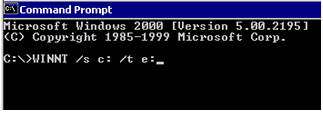 Command Prompt
Microsoft Windows 2000 [Version 5.00.2195]
(C) Copyright 1985-1999 Microsoft Corp.
C:\>WINNT /s c: /t e:_